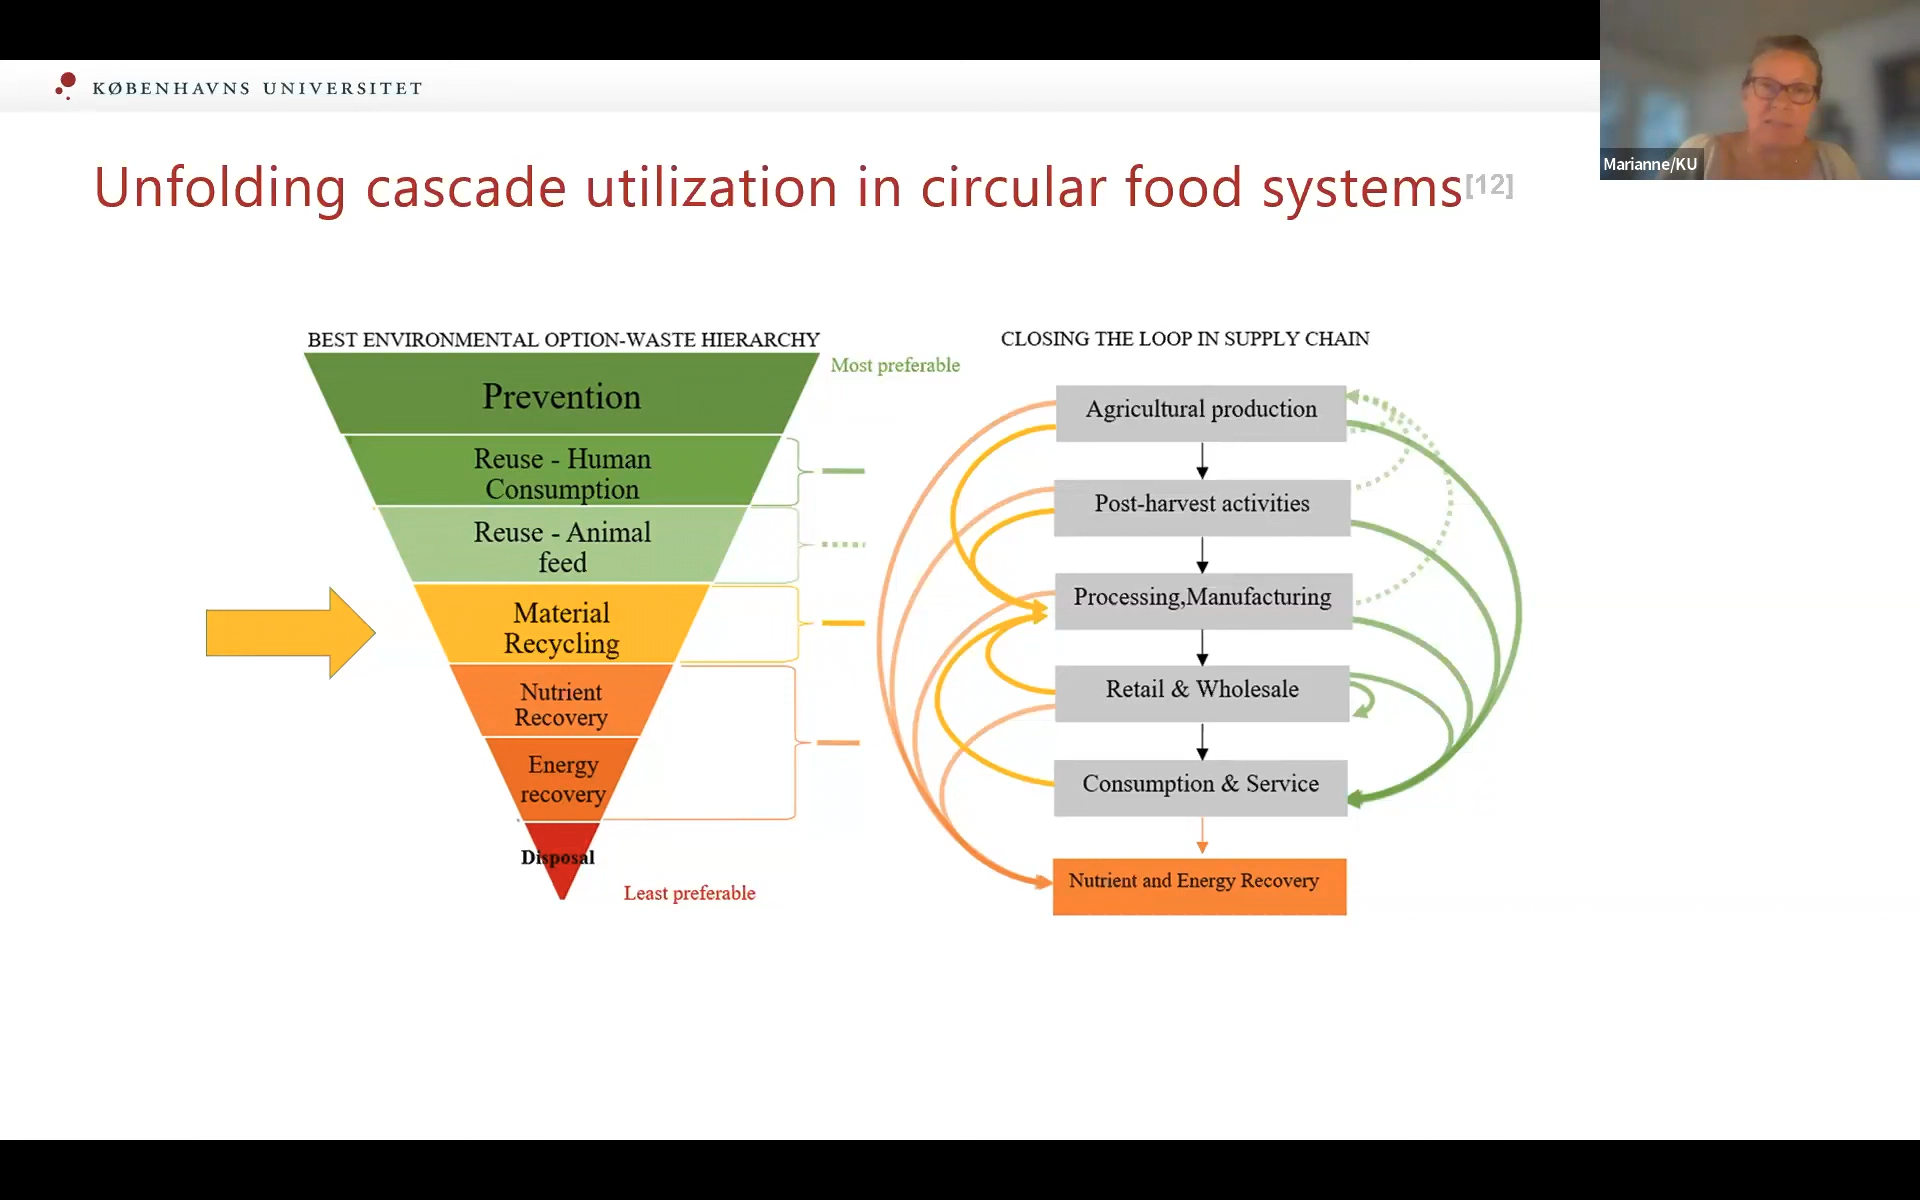 KØBENHAVNS UNIVERSITET
Marianne/KU
Unfolding cascade utilization in circular food systems[12]
BEST ENVIRONMENTAL OPTION-WASTE HIERARCHY
Most preferable
Prevention
Reuse - Human
Consumption
Reuse - Animal
feed
Material
Recycling
Nutrient
Recovery
Energy
recovery
Disposal
Least preferable
CLOSING THE LOOP IN SUPPLY CHAIN
Agricultural production
Post-harvest activities
Processing,Manufacturing
Retail & Wholesale
Consumption & Service
Nutrient and Energy Recovery